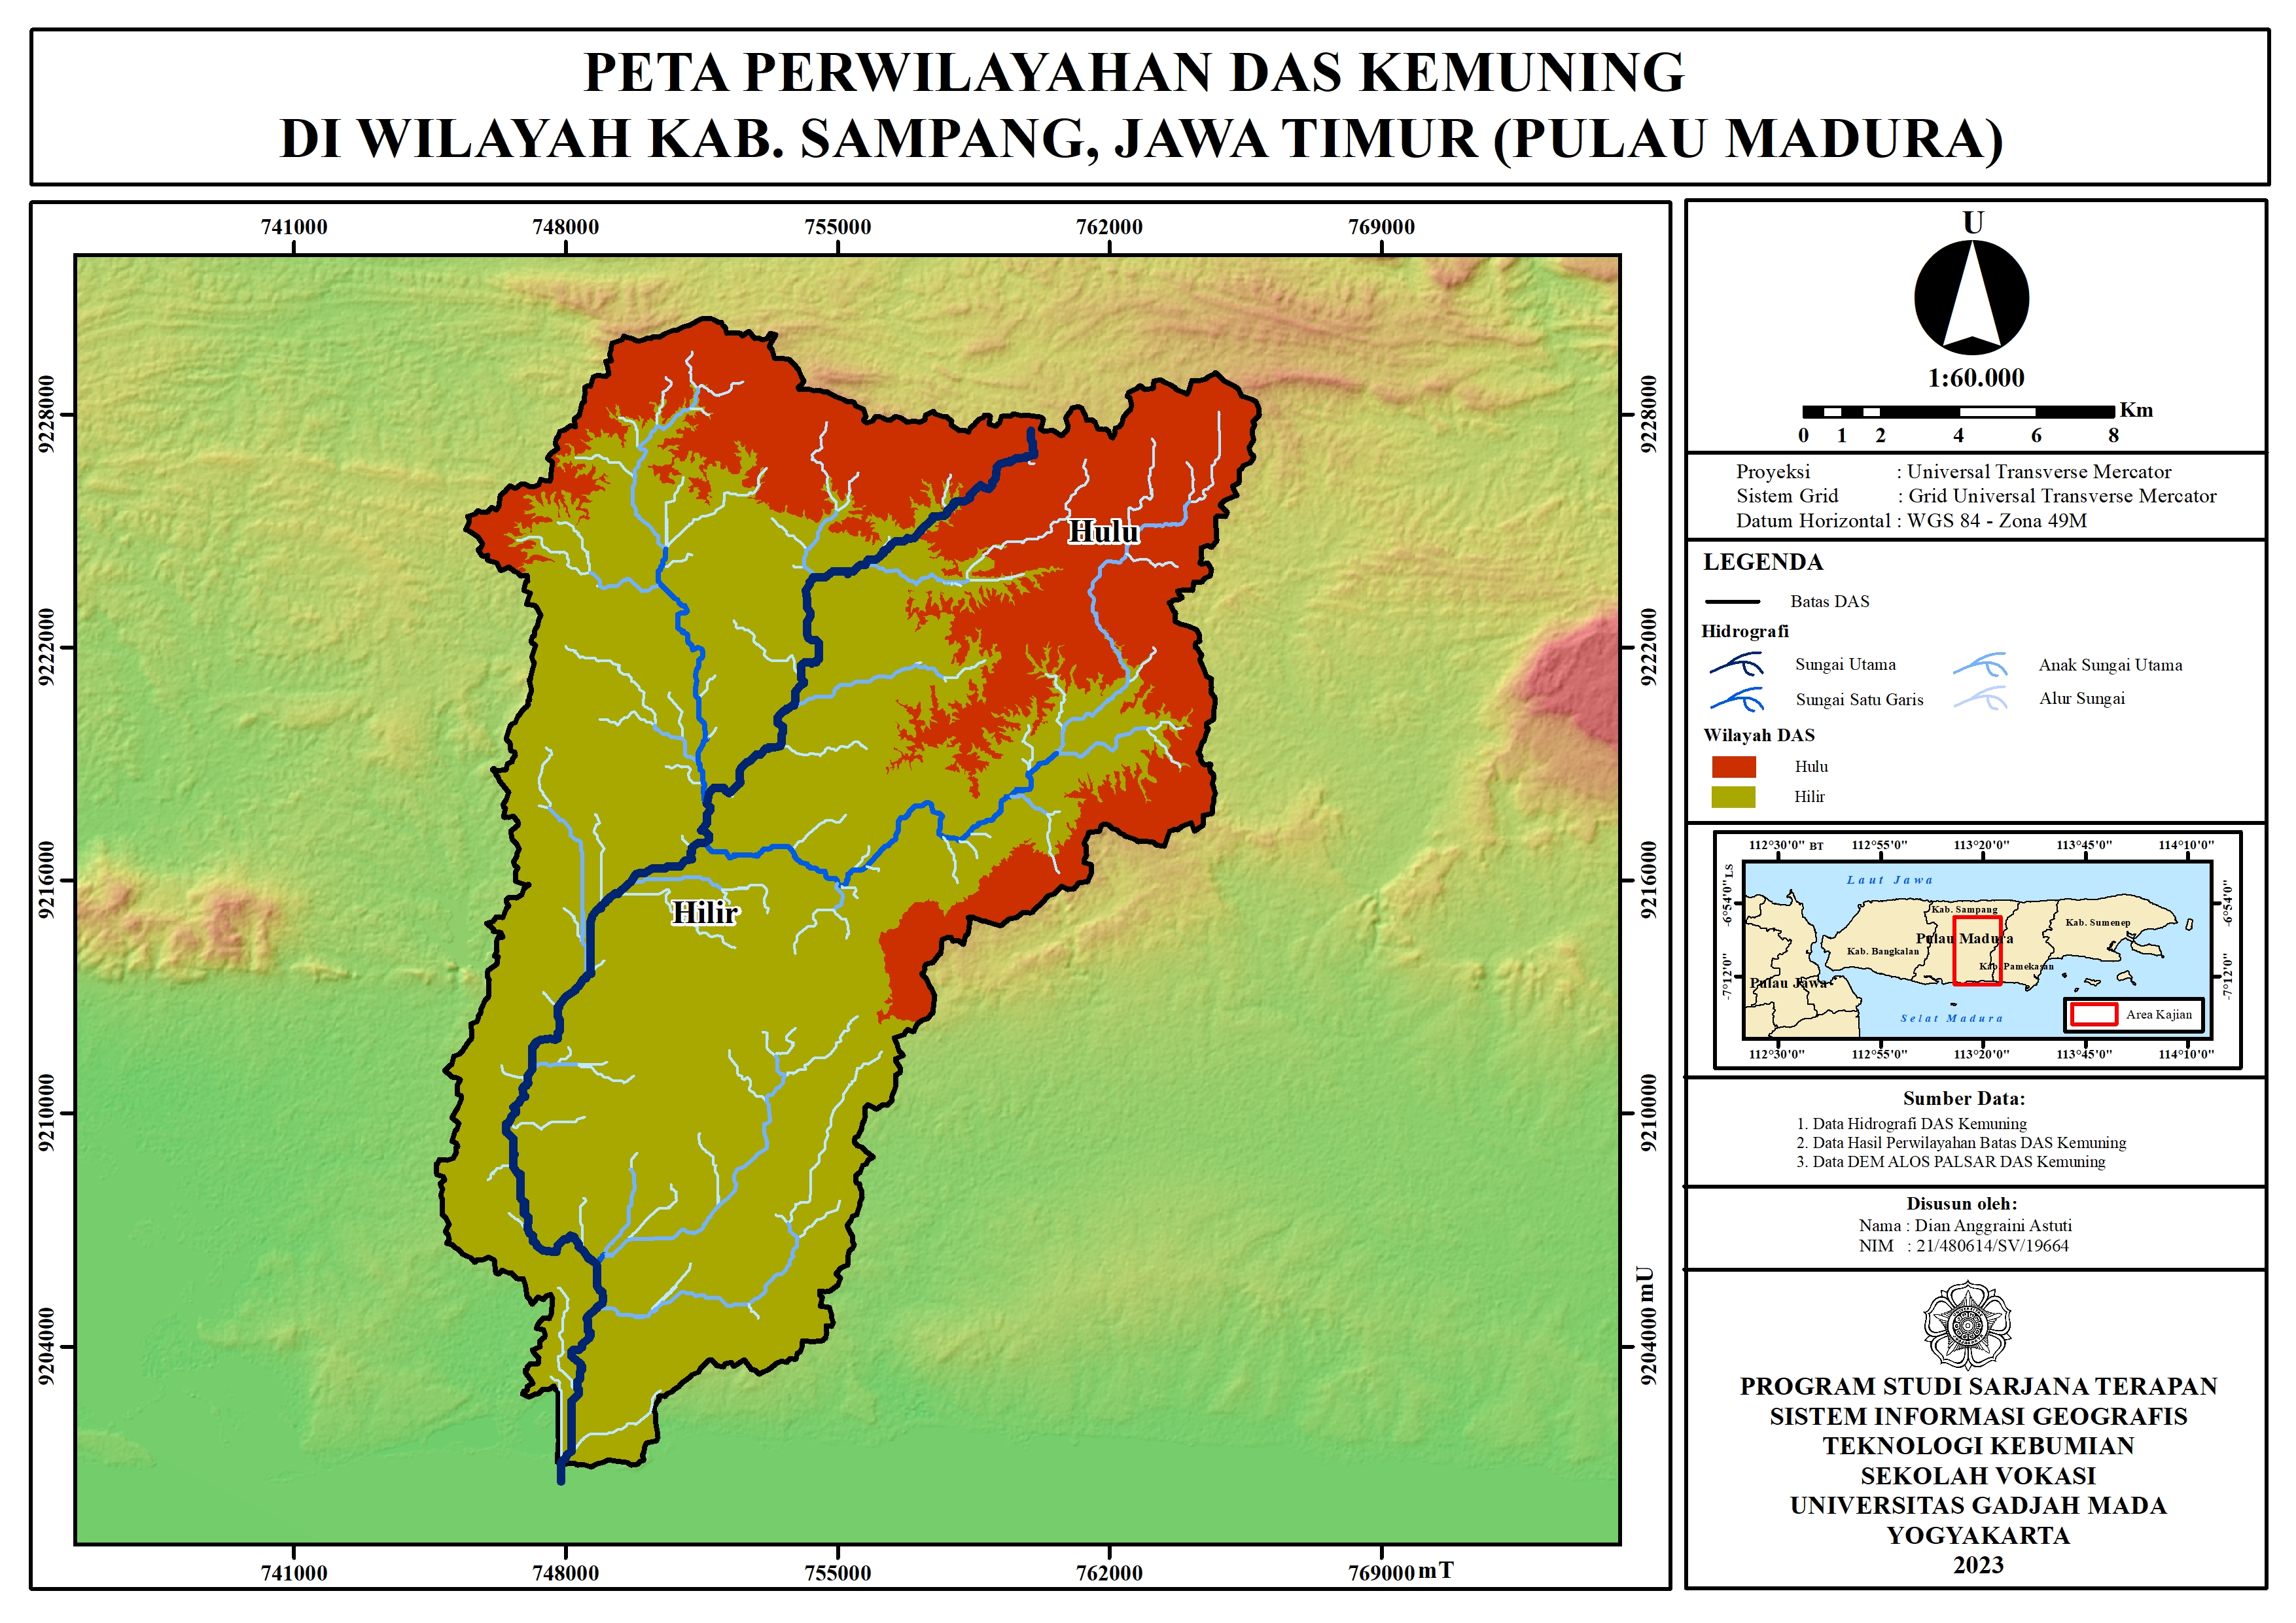 PETA PERWILAYAHAN DAS KEMUNING
DI WILAYAH KAB. SAMPANG, JAWA TIMUR (PULAU MADURA)
741000 748000 755000 762000 769000
9228000 9228000
9222000 9222000
9216000 9216000
9210000 9210000
9204000 9204000 mU
Hulu
Hilir
741000 748000 755000 762000 769000 mT
U
1:60.000
Km
0 1 2 4 6 8
Proyeksi : Universal Transverse Mercator
Sistem Grid : Grid Universal Transverse Mercator
Datum Horizontal : WGS 84 - Zona 49M
LEGENDA
Batas DAS
Hidrografi
Sungai Utama Anak Sungai Utama
Sungai Satu Garis Alur Sungai
Wilayah DAS
Hulu
Hilir
112°30'0" BT 112°55'0" 113°20'0" 113°45'0" 114°10'0"
-6°54'0" LS -6°54'0"
Laut Jawa
Kab. Sampang
Kab. Sumenep
Pulau Madura
Kab. Bangkalan
Kab. Pamekasan
Pulau Jawa
-7°12'0" -7°12'0"
Selat Madura
Area Kajian
112°30'0" 112°55'0" 113°20'0" 113°45'0" 114°10'0"
Sumber Data:
1. Data Hidrografi DAS Kemuning
2. Data Hasil Perwilayahan Batas DAS Kemuning
3. Data DEM ALOS PALSAR DAS Kemuning
Disusun oleh:
Nama : Dian Anggraini Astuti
NIM : 21/480614/SV/19664
PROGRAM STUDI SARJANA TERAPAN
SISTEM INFORMASI GEOGRAFIS
TEKNOLOGI KEBUMIAN
SEKOLAH VOKASI
UNIVERSITAS GADJAH MADA
YOGYAKARTA
2023